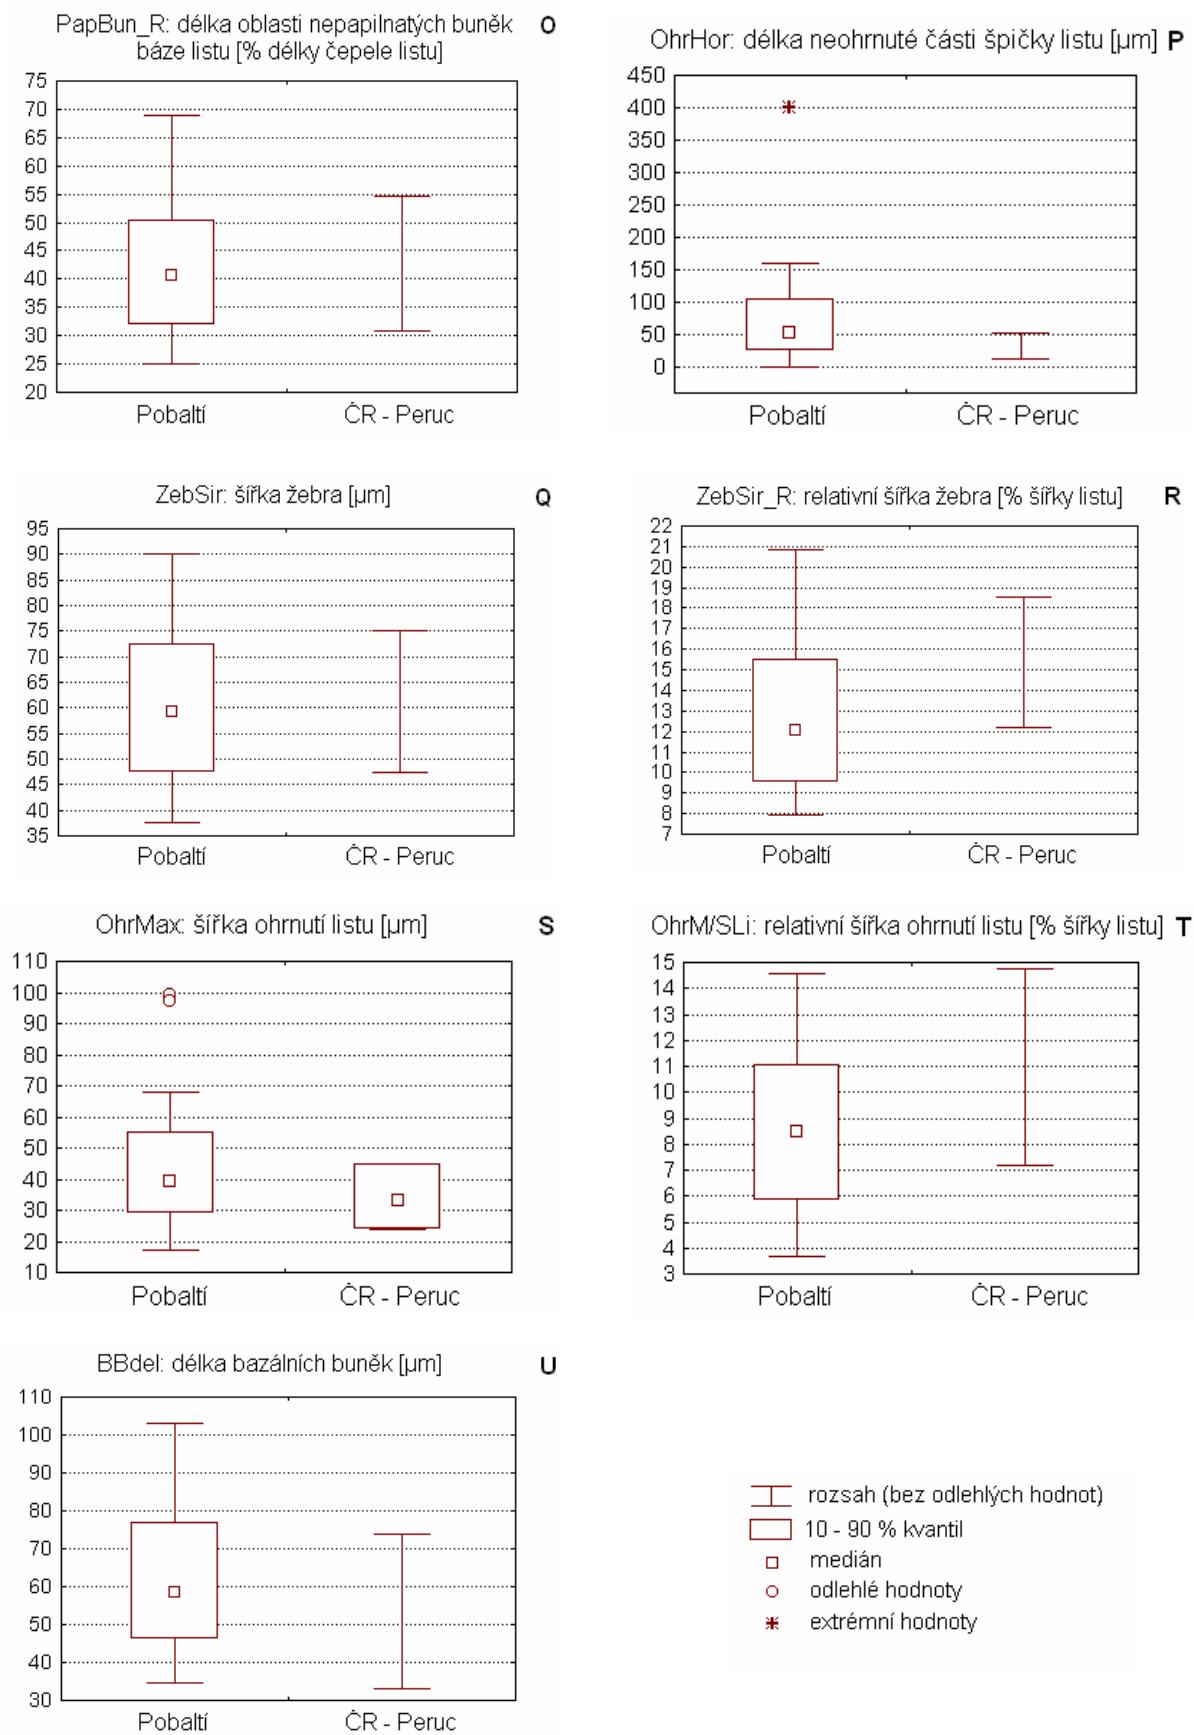 PapBun_R: délka oblasti nepapilnatých buněk
báze listu [% délky čepele listu]
O
75
70
65
60
55
50
45
40
35
30
25
20
Pobaltí
ČR - Peruc
OhrHor: délka neohrnuté části špičky listu [µm]
P
450
400
350
300
250
200
150
100
50
0
Pobaltí
ČR - Peruc
ZebSir: šířka žebra [µm]
Q
95
90
85
80
75
70
65
60
55
50
45
40
35
Pobaltí
ČR - Peruc
ZebSir_R: relativní šířka žebra [% šířky listu]
R
22
21
20
19
18
17
16
15
14
13
12
11
10
9
8
7
Pobaltí
ČR - Peruc
OhrMax: šířka ohrnutí listu [µm]
S
110
100
90
80
70
60
50
40
30
20
10
Pobaltí
ČR - Peruc
OhrM/SLi: relativní šířka ohrnutí listu [% šířky listu]
T
15
14
13
12
11
10
9
8
7
6
5
4
3
Pobaltí
ČR - Peruc
BBdel: délka bazálních buněk [µm]
U
110
100
90
80
70
60
50
40
30
Pobaltí
ČR - Peruc
rozsah (bez odlehlých hodnot)
10 - 90 % kvantil
medián
odlehlé hodnoty
extrémní hodnoty